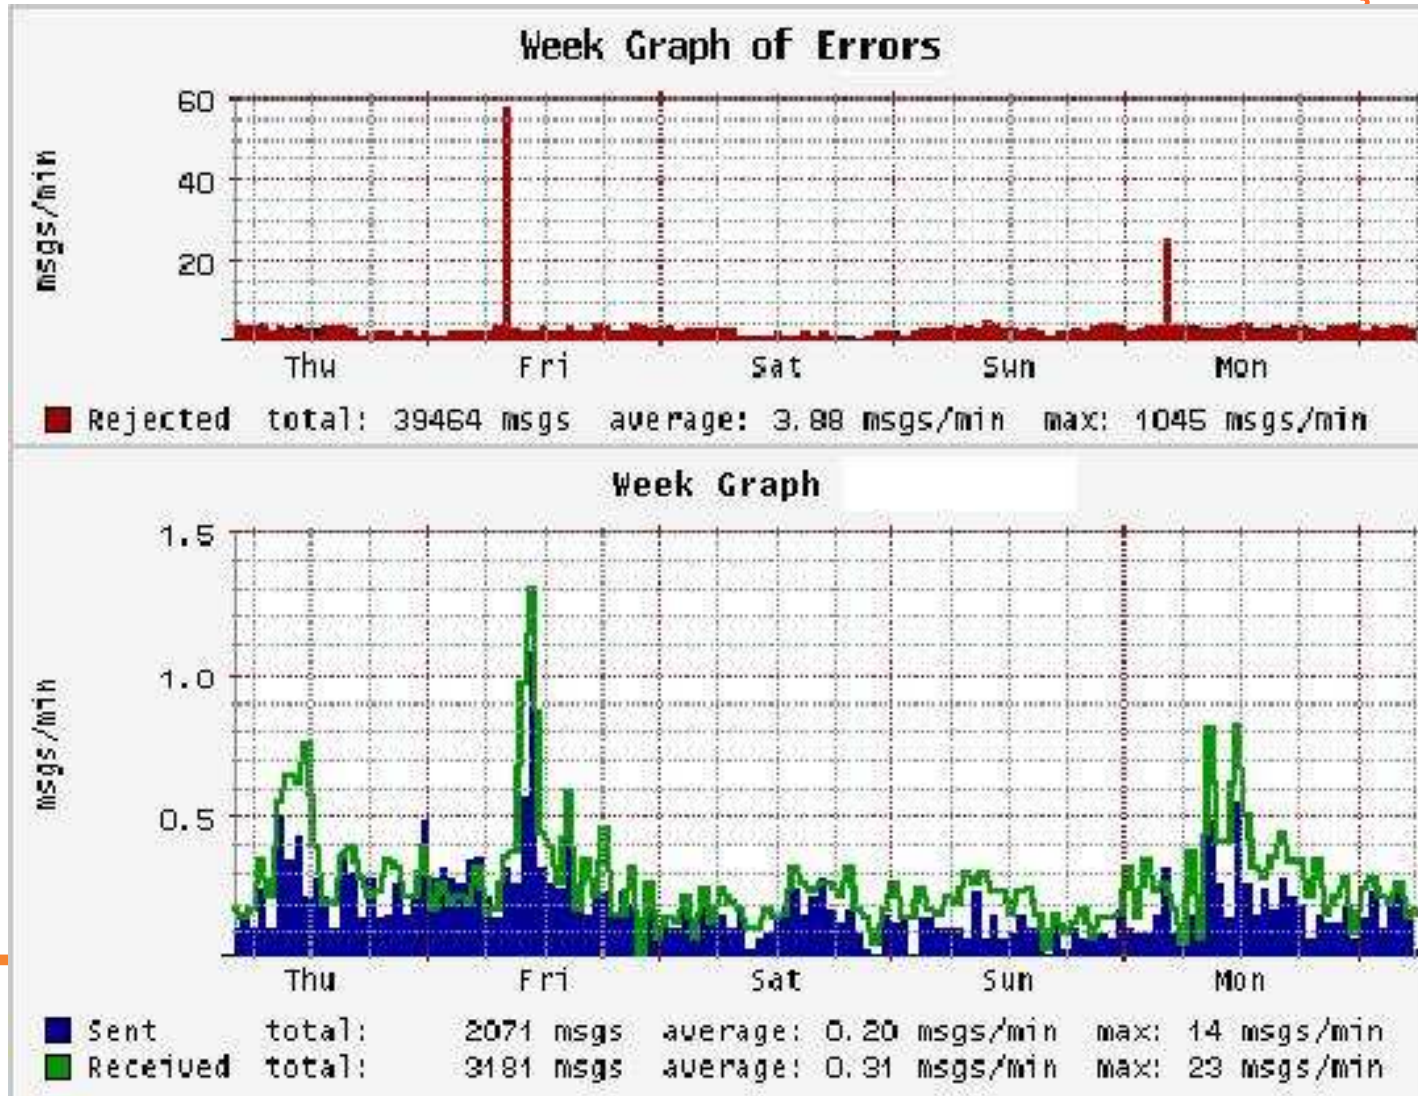 Week Graph of Errors
60
40
20
msgs/min
Thu Fri Sat Sun Mon
Rejected total: 39464 msgs average: 3.88 msgs/min max: 1045 msgs/min
Week Graph
1.5
1.0
0.5
msgs/min
Thu Fri Sat Sun Mon
Sent total: 2071 msgs average: 0.20 msgs/min max: 14 msgs/min
Received total: 3181 msgs average: 0.31 msgs/min max: 23 msgs/min